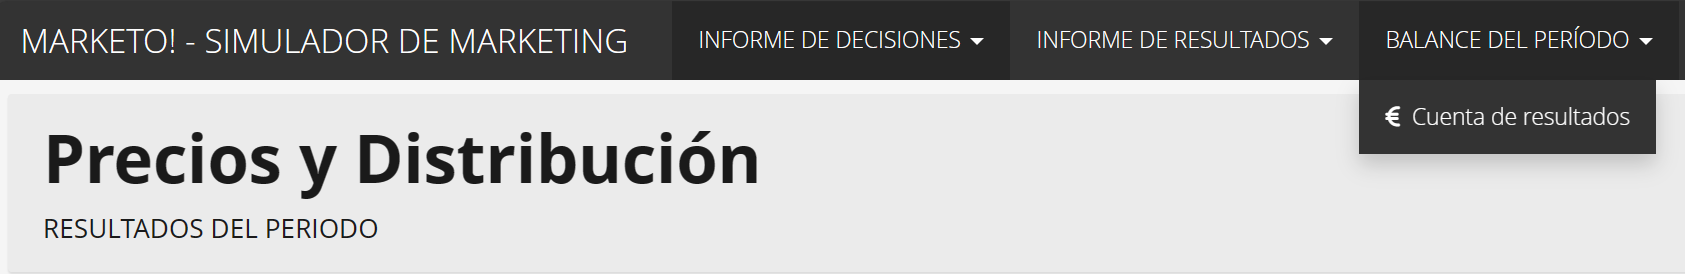 MARKETO! - SIMULADOR DE MARKETING
INFORME DE DECISIONES
INFORME DE RESULTADOS
BALANCE DEL PERÍODO
€ Cuenta de resultados
Precios y Distribución
RESULTADOS DEL PERIODO